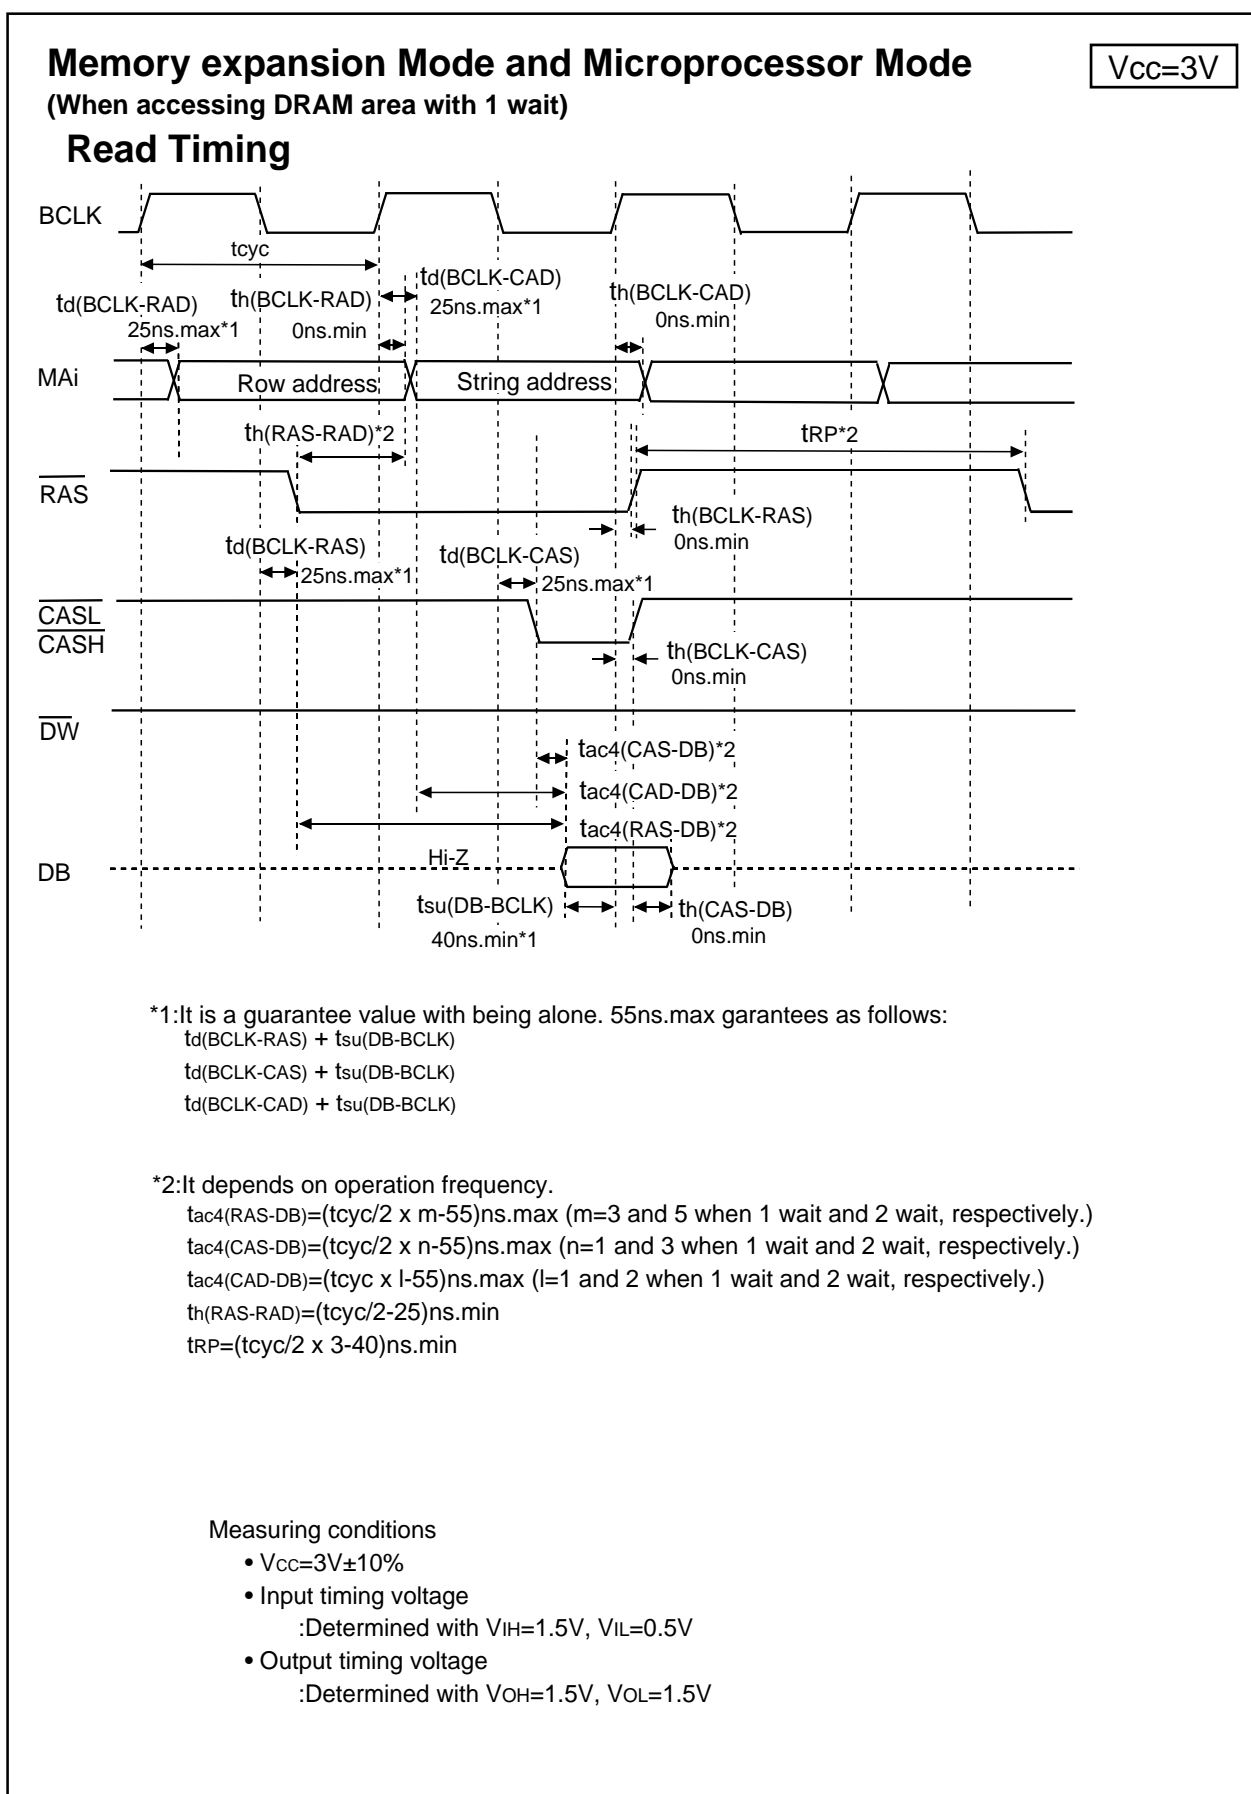 Memory expansion Mode and Microprocessor Mode
Vcc=3V
(When accessing DRAM area with 1 wait)
Read Timing
BCLK
tcyc
td(BCLK-RAD)
25ns.max*1
th(BCLK-RAD)
0ns.min
td(BCLK-CAD)
25ns.max*1
th(BCLK-CAD)
0ns.min
MAi
Row address
String address
th(RAS-RAD)*2
tRP*2
RAS
th(BCLK-RAS)
0ns.min
td(BCLK-RAS)
25ns.max*1
td(BCLK-CAS)
25ns.max*1
CASL
CASH
th(BCLK-CAS)
0ns.min
DW
tac4(CAS-DB)*2
tac4(CAD-DB)*2
tac4(RAS-DB)*2
Hi-Z
DB
tsu(DB-BCLK)
40ns.min*1
th(CAS-DB)
0ns.min
*1:It is a guarantee value with being alone. 55ns.max garantees as follows:
td(BCLK-RAS) + tsu(DB-BCLK)
td(BCLK-CAS) + tsu(DB-BCLK)
td(BCLK-CAD) + tsu(DB-BCLK)
*2:It depends on operation frequency.
tac4(RAS-DB)=(tcyc/2 x m-55)ns.max (m=3 and 5 when 1 wait and 2 wait, respectively.)
tac4(CAS-DB)=(tcyc/2 x n-55)ns.max (n=1 and 3 when 1 wait and 2 wait, respectively.)
tac4(CAD-DB)=(tcyc x l-55)ns.max (l=1 and 2 when 1 wait and 2 wait, respectively.)
th(RAS-RAD)=(tcyc/2-25)ns.min
tRP=(tcyc/2 x 3-40)ns.min
Measuring conditions
• VCC=3V±10%
• Input timing voltage
:Determined with VIH=1.5V, VIL=0.5V
• Output timing voltage
:Determined with VOH=1.5V, VOL=1.5V